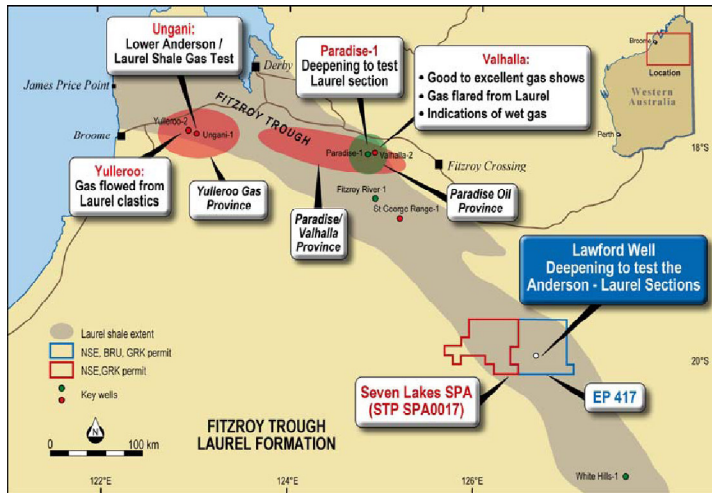 Ungani:
Lower Anderson /
Laurel Shale Gas Test
Paradise-1
Deepening to test
Laurel section
Valhalla:
Good to excellent gas shows
Gas flared from Laurel
Indications of wet gas
Broome
Location
Western
Australia
Perth
James Price Point
Derby
FITZROY TROUGH
18°S
Yulleroo-2
Ungani-1
Broome
Paradise-1
Valhalla-2
Fitzroy Crossing
Yulleroo:
Gas flowed from
Laurel clastics
Yulleroo Gas
Province
Paradise/
Valhalla
Province
Fitzroy River-1
St George Range-1
Paradise Oil
Province
Lawford Well
Deepening to test the
Anderson - Laurel Sections
Laurel shale extent
NSE, BRU, GRK permit
NSE,GRK permit
Key wells
20°S
Seven Lakes SPA
(STP SPA0017)
EP 417
N
0
100 km
FITZROY TROUGH
LAUREL FORMATION
White Hills-1
122°E
124°E
126°E